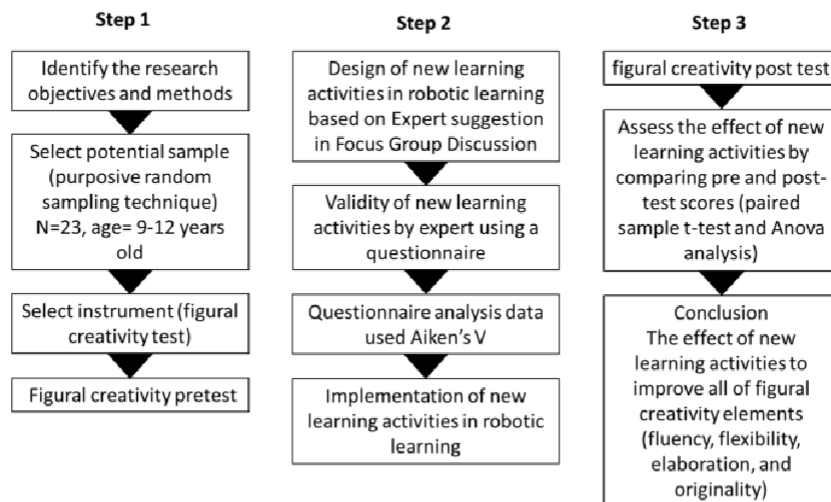 Step 1
Identify the research
objectives and methods
Select potential sample
(purposive random
sampling technique)
N=23, age= 9-12 years
old
Select instrument (figural
creativity test)
Figural creativity pretest
Step 2
Design of new learning
activities in robotic learning
based on Expert suggestion
in Focus Group Discussion
Validity of new learning
activities by expert using a
questionnaire
Questionnaire analysis data
used Aiken's V
Implementation of new
learning activities in robotic
learning
Step 3
figural creativity post test
Assess the effect of new
learning activities by
comparing pre and post-
test scores (paired
sample t-test and Anova
analysis)
Conclusion
The effect of new
learning activities to
improve all of figural
creativity elements
(fluency, flexibility,
elaboration, and
originality)